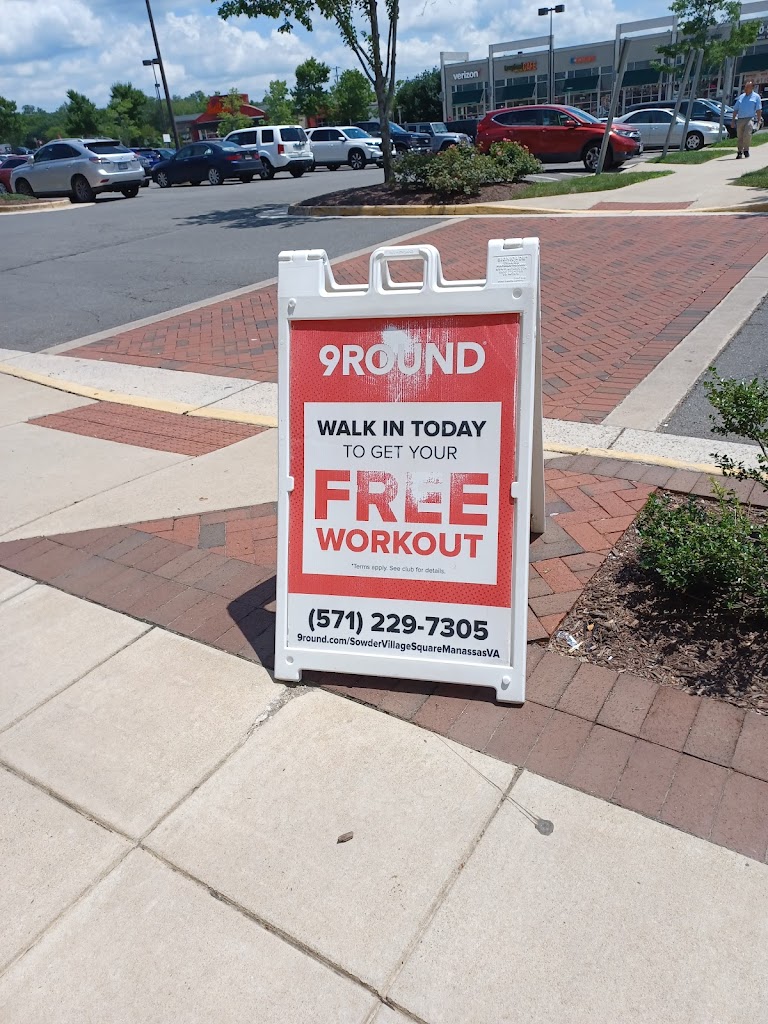 verizon
9ROUND
WALK IN TODAY
TO GET YOUR
FREE
WORKOUT
*Terms apply. See club for details.
(571) 229-7305
9round.com/SowderVillageSquareManassasVA